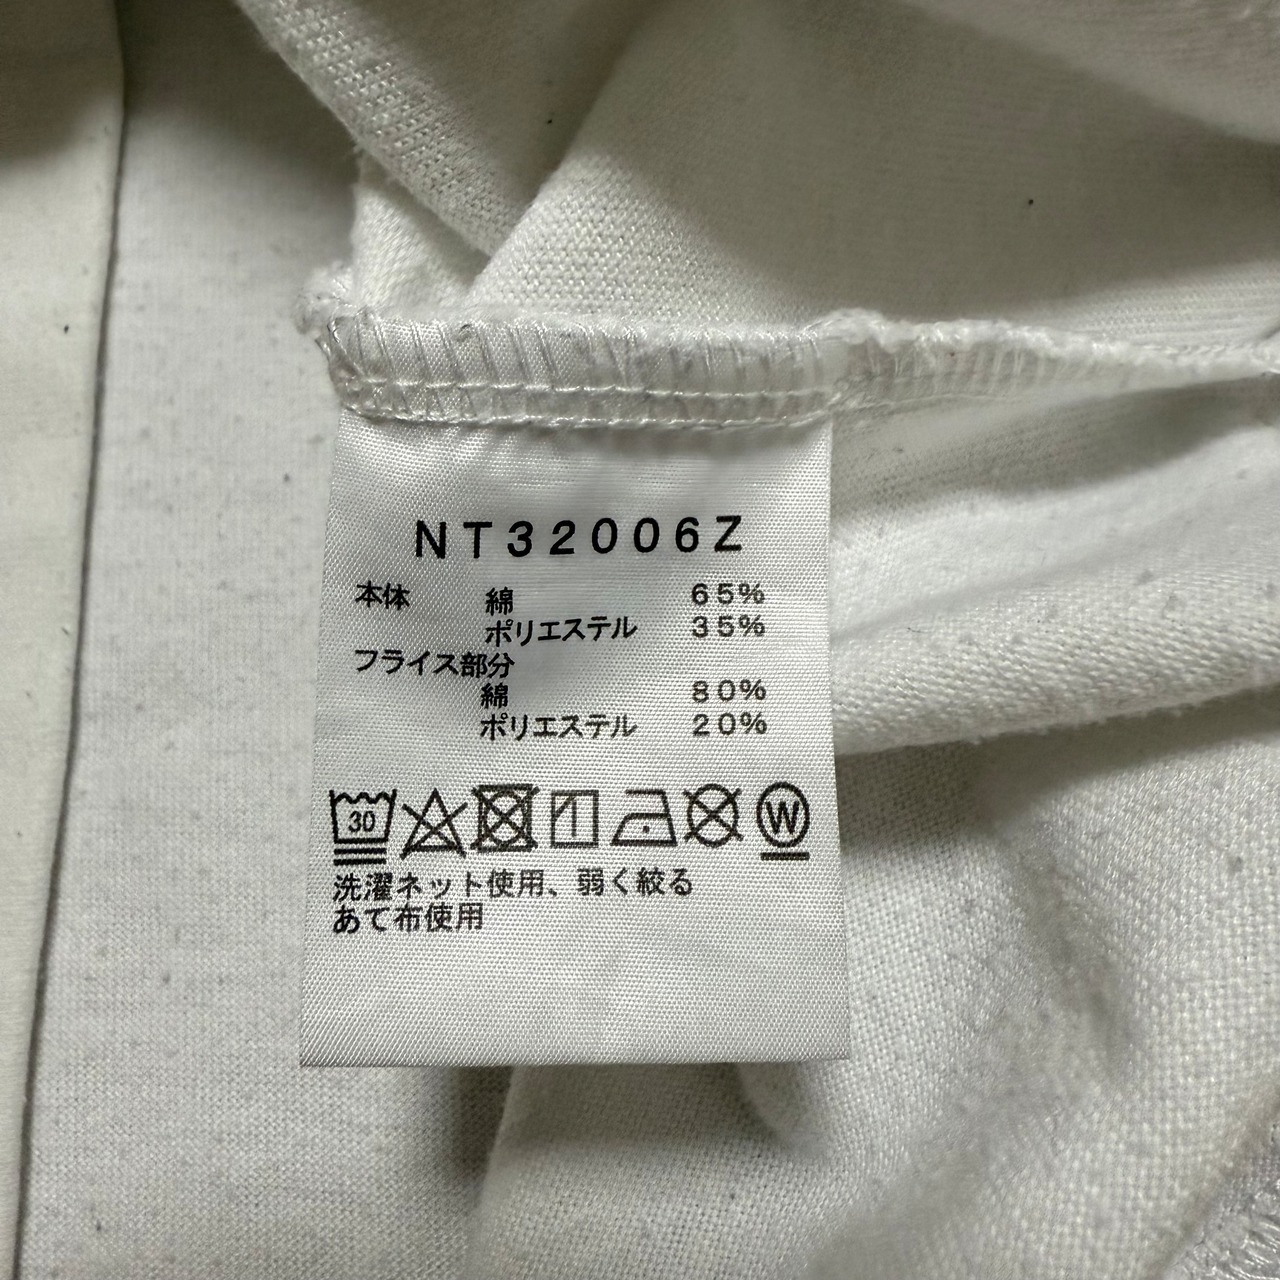 NT32006Z
本体 綿 65%
ポリエステル 35%
フライス部分
綿 80%
ポリエステル 20%
30 W
洗濯ネット使用、弱く絞る
あて布使用